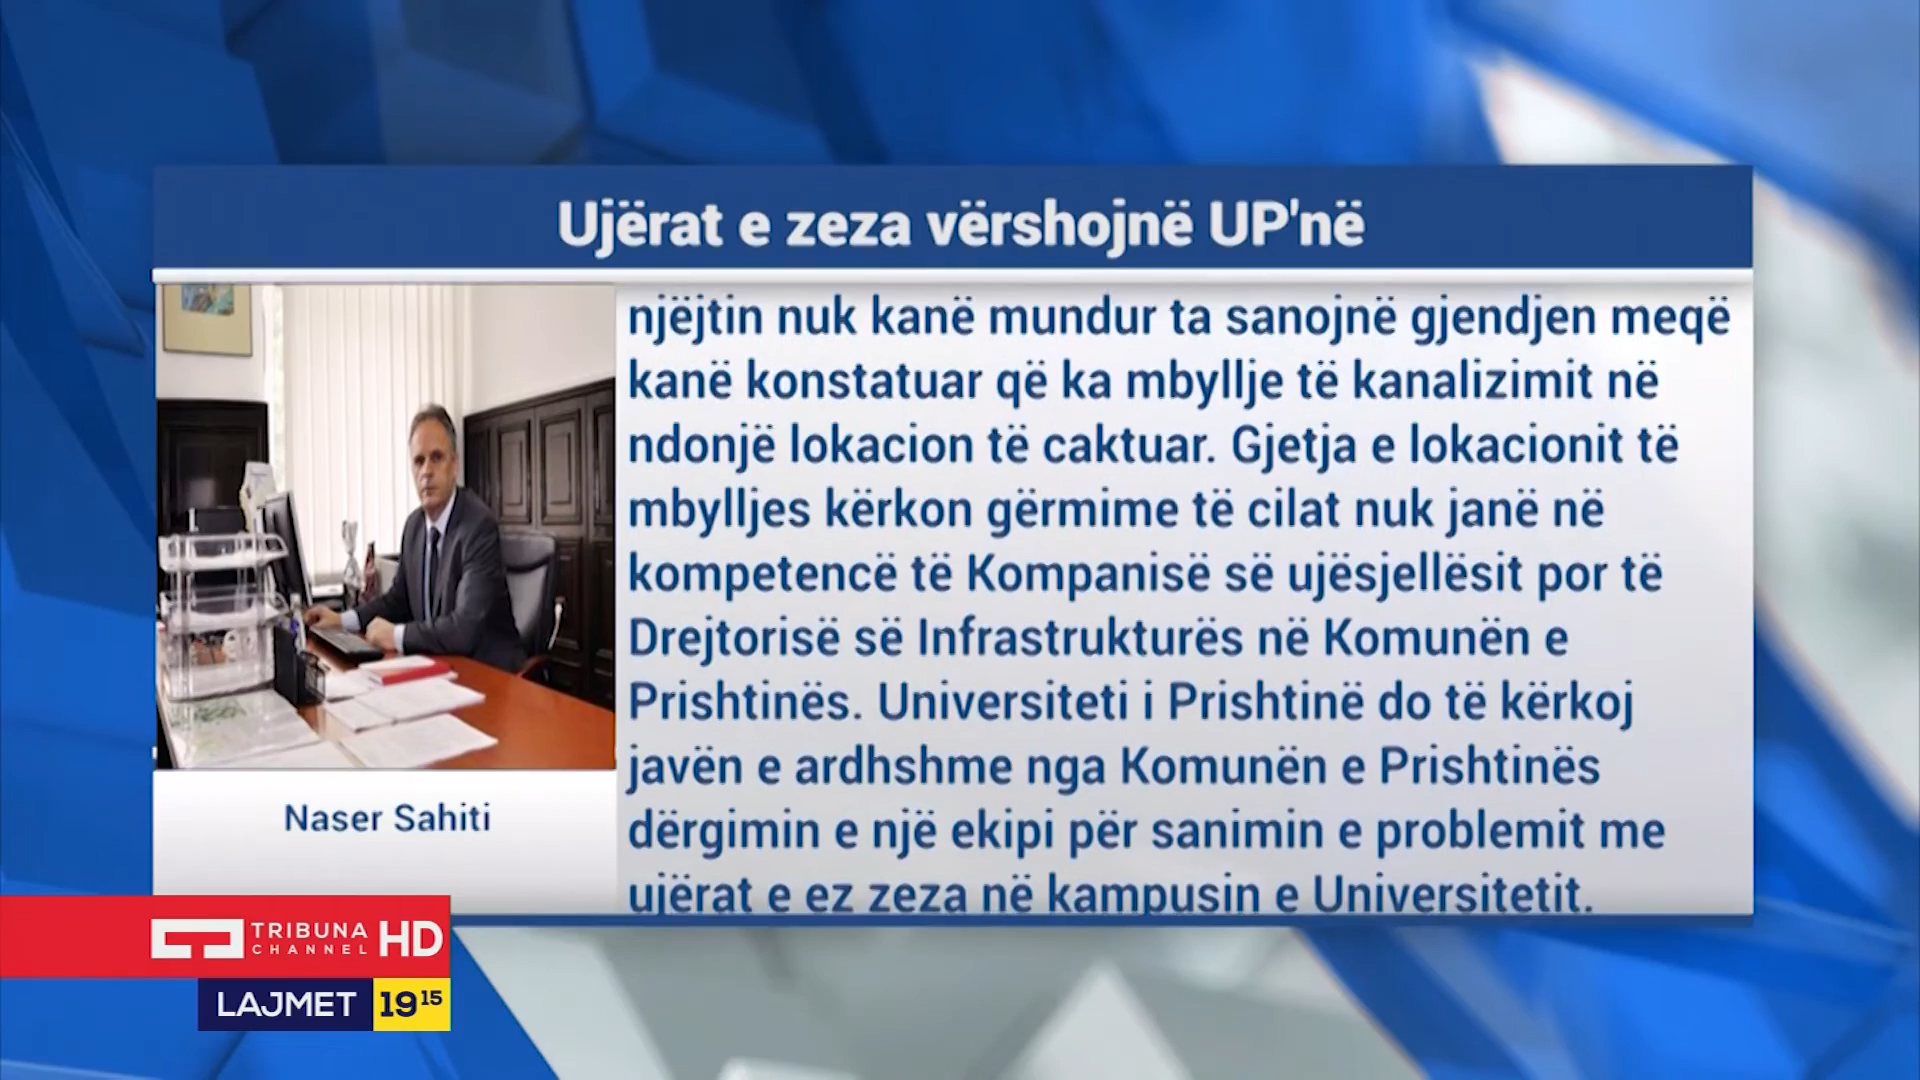 Ujërat e zeza vërshojnë UP'në
njëjtin nuk kanë mundur ta sanojnë gjendjen meqë
kanë konstatuar që ka mbyllje të kanalizimit në
ndonjë lokacion të caktuar. Gjetja e lokacionit të
mbylljes kërkon gërmime të cilat nuk janë në
kompetencë të Kompanisë së ujësjellësit por të
Drejtorisë së Infrastrukturës në Komunën e
Prishtinës. Universiteti i Prishtinë do të kërkoj
javën e ardhshme nga Komunën e Prishtinës
dërgimin e një ekipi për sanimin e problemit me
ujërat e ez zeza në kampusin e Universitetit.
Naser Sahiti
TRIBUNA
CHANNEL
HD
LAJMET 19 15